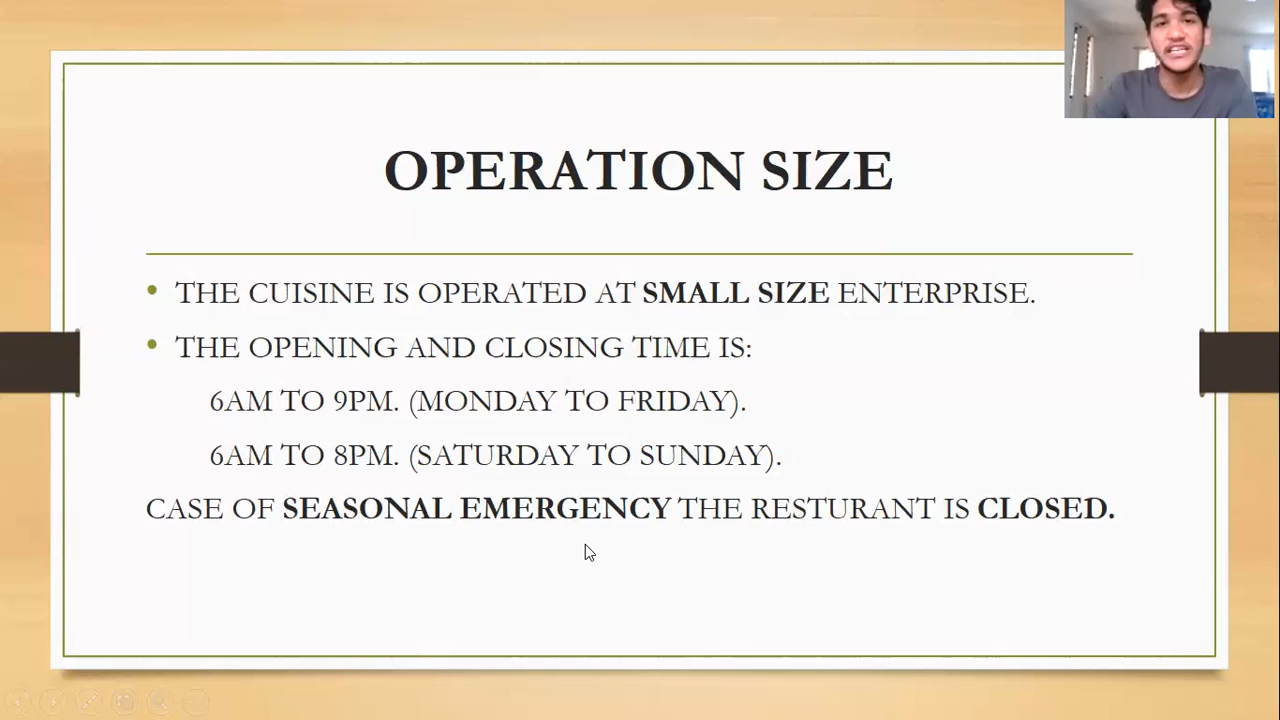 OPERATION SIZE
• THE CUISINE IS OPERATED AT SMALL SIZE ENTERPRISE.
• THE OPENING AND CLOSING TIME IS:
6AM TO 9PM. (MONDAY TO FRIDAY).
6AM TO 8PM. (SATURDAY TO SUNDAY).
CASE OF SEASONAL EMERGENCY THE RESTURANT IS CLOSED.